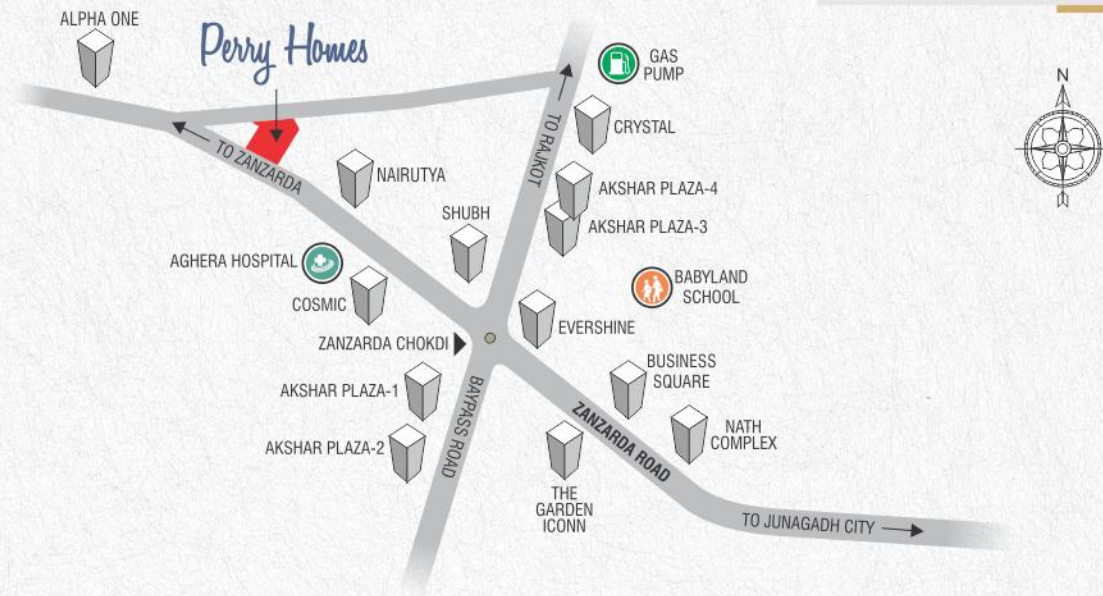 ALPHA ONE
Perry Homes
GAS
PUMP
N
CRYSTAL
TO RAJKOT
TO ZANZARDA
NAIRUTYA
AKSHAR PLAZA-4
SHUBH
AKSHAR PLAZA-3
AGHERA HOSPITAL
BABYLAND
SCHOOL
COSMIC
EVERSHINE
ZANZARDA CHOKDI
BUSINESS
SQUARE
AKSHAR PLAZA-1
BAYPASS ROAD
ZANZARDA ROAD
NATH
COMPLEX
AKSHAR PLAZA-2
THE
GARDEN
ICONN
TO JUNAGADH CITY